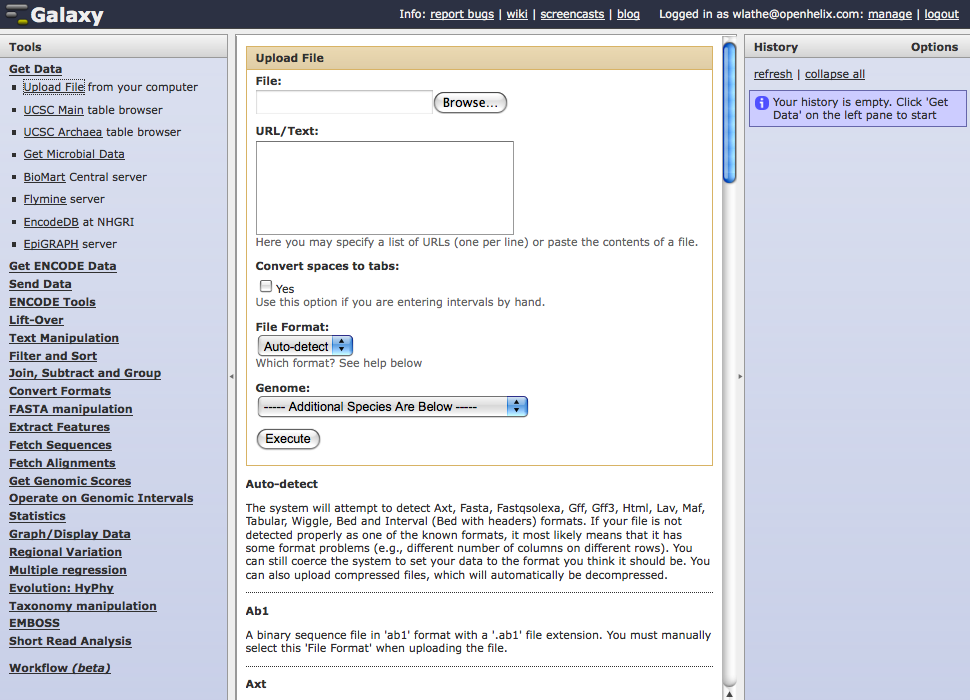 Galaxy
Info: report bugs | wiki | screencasts | blog Logged in as wlathe@openhelix.com: manage | logout
Tools
Get Data
Upload File from your computer
UCSC Main table browser
UCSC Archaea table browser
Get Microbial Data
BioMart Central server
Flymine server
EncodeDB at NHGRI
EpiGRAPH server
Get ENCODE Data
Send Data
ENCODE Tools
Lift-Over
Text Manipulation
Filter and Sort
Join, Subtract and Group
Convert Formats
FASTA manipulation
Extract Features
Fetch Sequences
Fetch Alignments
Get Genomic Scores
Operate on Genomic Intervals
Statistics
Graph/Display Data
Regional Variation
Multiple regression
Evolution: HyPhy
Taxonomy manipulation
EMBOSS
Short Read Analysis
Workflow (beta)
Upload File
File:
Browse...
URL/Text:
Here you may specify a list of URLs (one per line) or paste the contents of a file.
Convert spaces to tabs:
Yes
Use this option if you are entering intervals by hand.
File Format:
Auto-detect
Which format? See help below
Genome:
----- Additional Species Are Below -----
Execute
Auto-detect
The system will attempt to detect Axt, Fasta, Fastqsolexa, Gff, Gff3, Html, Lav, Maf,
Tabular, Wiggle, Bed and Interval (Bed with headers) formats. If your file is not
detected properly as one of the known formats, it most likely means that it has
some format problems (e.g., different number of columns on different rows). You
can still coerce the system to set your data to the format you think it should be. You
can also upload compressed files, which will automatically be decompressed.
Ab1
A binary sequence file in 'ab1' format with a '.ab1' file extension. You must manually
select this 'File Format' when uploading the file.
Axt
History Options
refresh | collapse all
Your history is empty. Click 'Get
Data' on the left pane to start